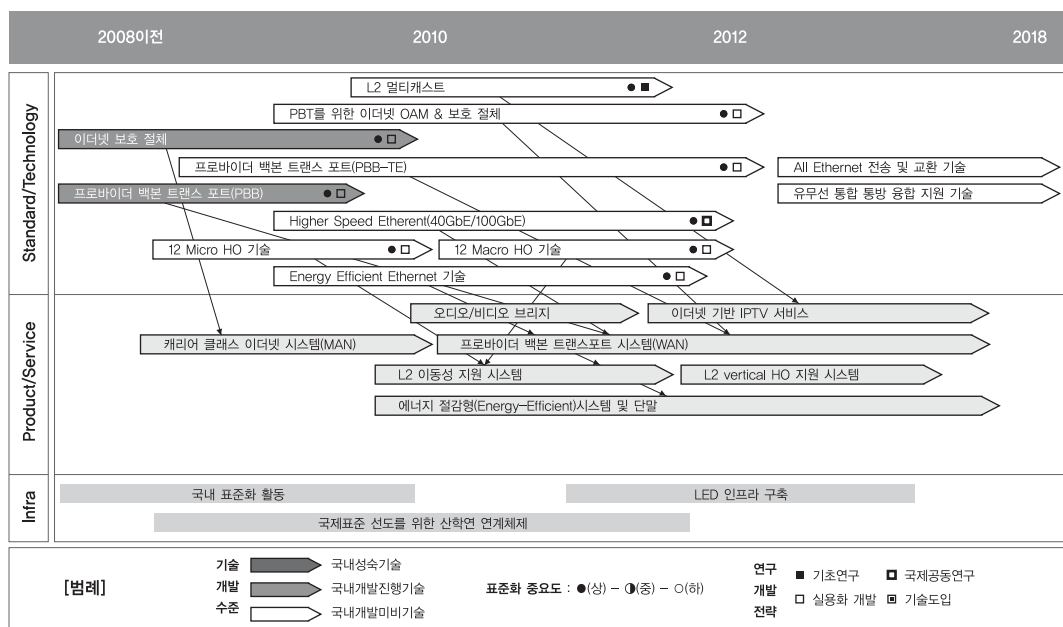 2008이전 2010 2012 2018
Standard/Technology
L2 멀티캐스트 ● ■
PBT를 위한 이더넷 OAM & 보호 절체 ● □
이더넷 보호 절체 ● □
프로바이더 백본 트랜스 포트(PBB-TE) ● □ All Ethernet 전송 및 교환 기술
프로바이더 백본 트랜스 포트(PBB) ● □ 유무선 통합 통방 융합 지원 기술
Higher Speed Etherent(40GbE/100GbE) ●
12 Micro HO 기술 ● □ 12 Macro HO 기술 ● □
Energy Efficient Ethernet 기술 ● □
Product/Service
오디오/비디오 브리지 이더넷 기반 IPTV 서비스
캐리어 클래스 이더넷 시스템(MAN) 프로바이더 백본 트랜스포트 시스템(WAN)
L2 이동성 지원 시스템 L2 vertical HO 지원 시스템
에너지 절감형(Energy-Efficient)시스템 및 단말
Infra
국내 표준화 활동 LED 인프라 구축
국제표준 선도를 위한 산학연 연계체제
[범례]
기술 개발 수준
국내성숙기술
국내개발진행기술
국내개발미비기술
표준화 중요도 : ●(상) - ◑(중) - ○(하)
연구 개발 전략
■ 기초연구 국제공동연구
□ 실용화 개발 ▣ 기술도입